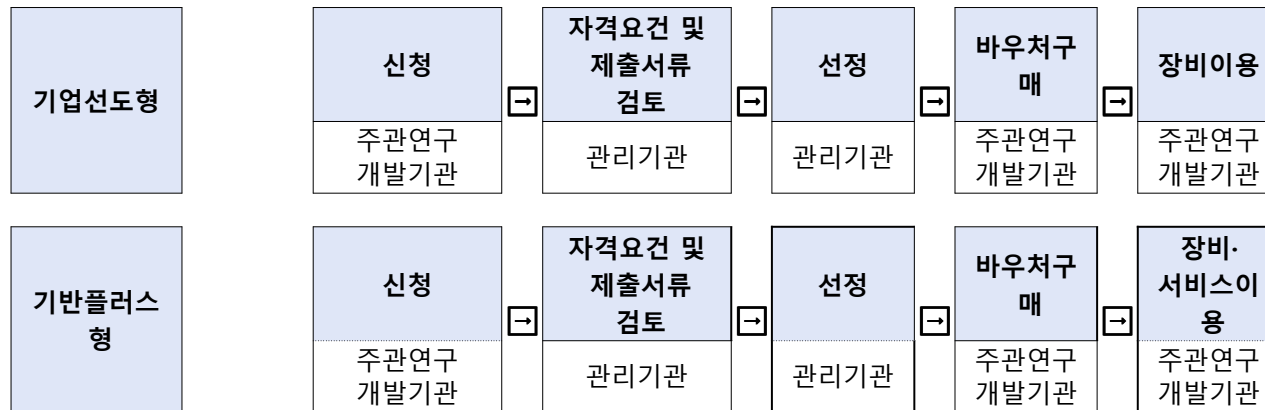 기업선도형
신청
→
자격요건 및
제출서류
검토
→
선정
→
바우처구
매
→
장비이용
주관연구
개발기관
관리기관
관리기관
주관연구
개발기관
주관연구
개발기관
기반플러스
형
신청
→
자격요건 및
제출서류
검토
→
선정
→
바우처구
매
→
장비·
서비스이
용
주관연구
개발기관
관리기관
관리기관
주관연구
개발기관
주관연구
개발기관